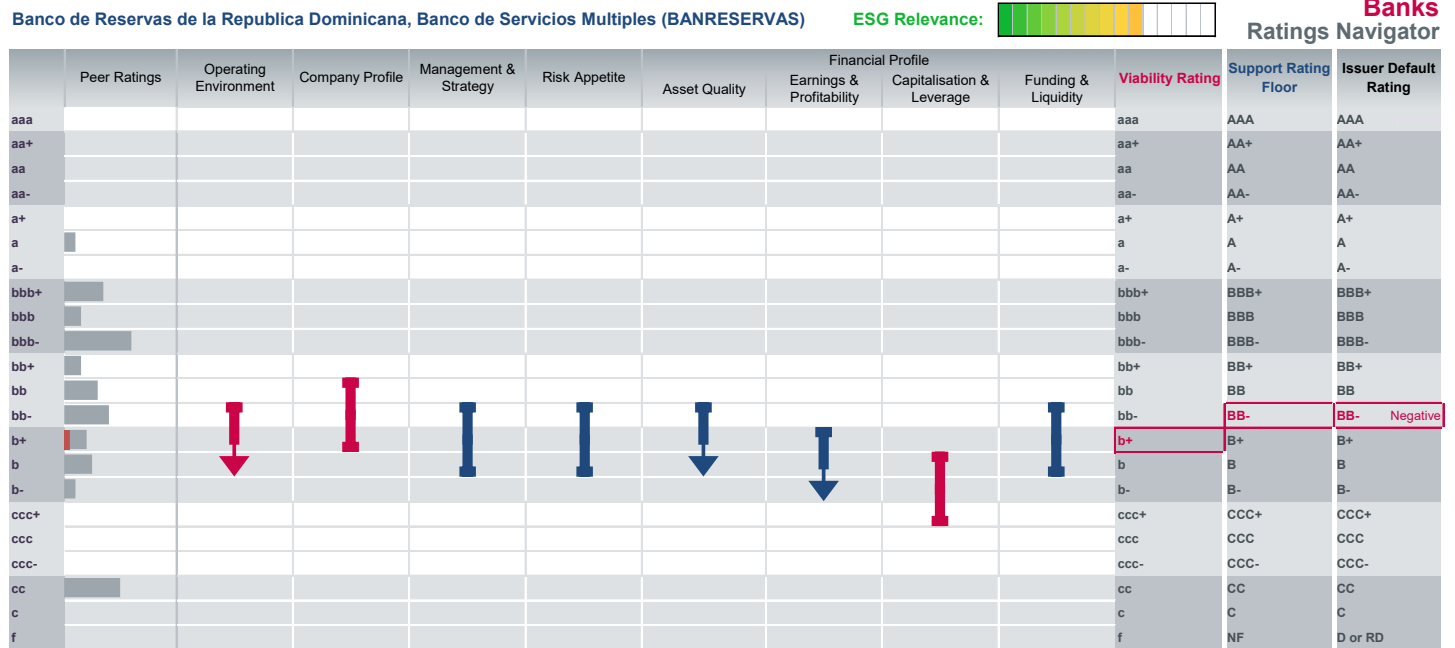 Banco de Reservas de la Republica Dominicana, Banco de Servicios Multiples (BANRESERVAS) ESG Relevance: Banks
Ratings Navigator
Peer Ratings Operating Environment Company Profile Management & Strategy Risk Appetite Financial Profile Viability Rating Support Rating Floor Issuer Default Rating
Asset Quality Earnings & Profitability Capitalisation & Leverage Funding & Liquidity
aaa aaa AAA AAA
aa+ aa+ AA+ AA+
aa aa AA AA
aa- aa- AA- AA-
a+ a+ A+ A+
a a A A
a- a- A- A-
bbb+ bbb+ BBB+ BBB+
bbb bbb BBB BBB
bbb- bbb- BBB- BBB-
bb+ bb+ BB+ BB+
bb bb BB BB
bb- bb- BB- BB- Negative
b+ b+ B+ B+
b b B B
b- b- B- B-
ccc+ ccc+ CCC+ CCC+
ccc ccc CCC CCC
ccc- ccc- CCC- CCC-
cc cc CC CC
c c C C
f f NF D or RD